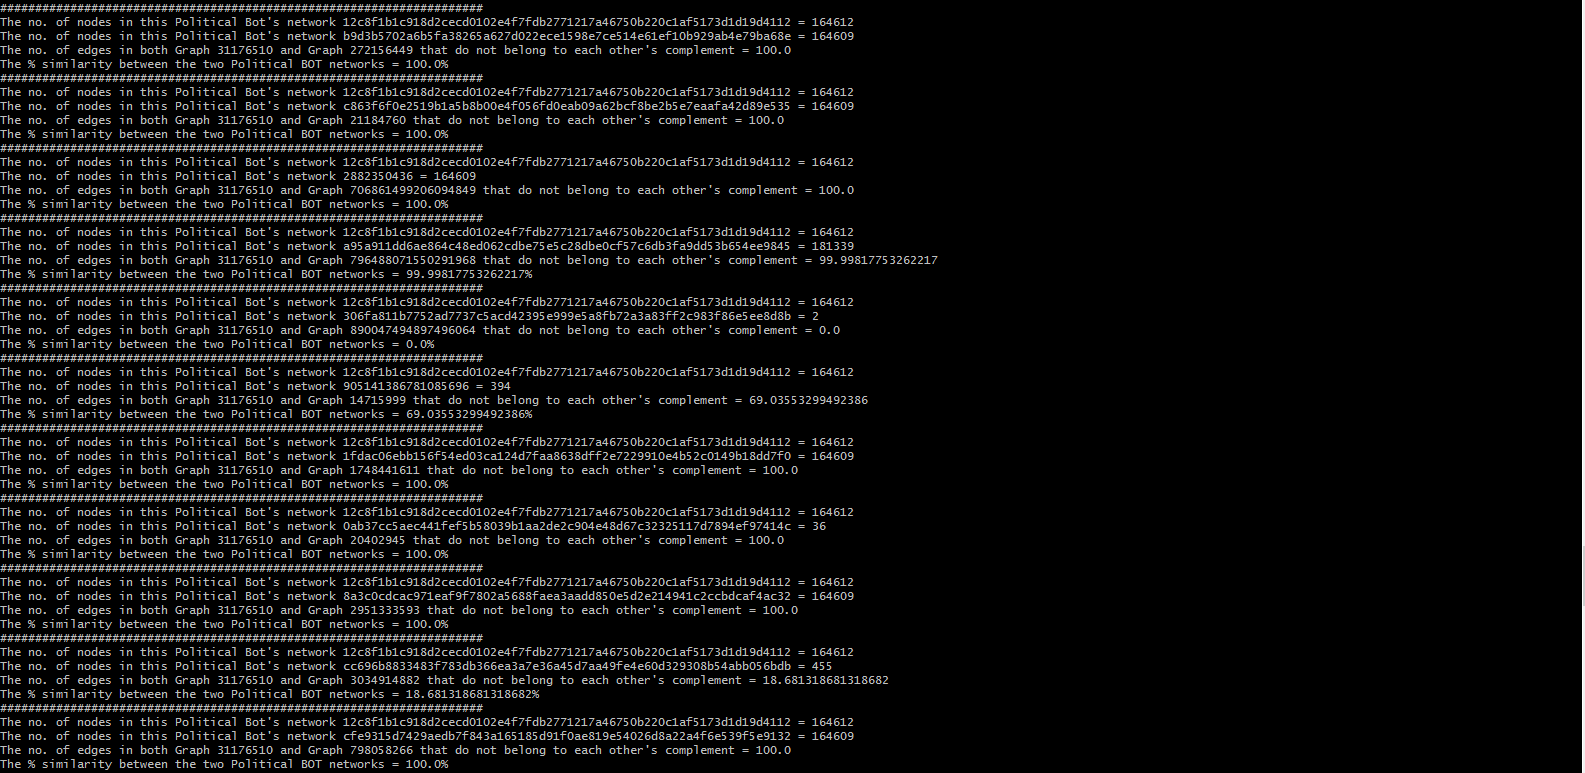 #####################################################################
The no. of nodes in this Political Bot's network 12c8f1b1c918d2cecd0102e4f7fdb2771217a46750b220c1af5173d1d19d4112 = 164612
The no. of nodes in this Political Bot's network b9d3b5702a6b5fa38265a627d022ece1598e7ce514e61ef10b929ab4e79ba68e = 164609
The no. of edges in both Graph 31176510 and Graph 272156449 that do not belong to each other's complement = 100.0
The % similarity between the two Political BOT networks = 100.0%
#####################################################################
The no. of nodes in this Political Bot's network 12c8f1b1c918d2cecd0102e4f7fdb2771217a46750b220c1af5173d1d19d4112 = 164612
The no. of nodes in this Political Bot's network c863f6f0e2519b1a5b8b00e4f056fd0eab09a62bcf8be2b5e7eaafa42d89e535 = 164609
The no. of edges in both Graph 31176510 and Graph 21184760 that do not belong to each other's complement = 100.0
The % similarity between the two Political BOT networks = 100.0%
#####################################################################
The no. of nodes in this Political Bot's network 12c8f1b1c918d2cecd0102e4f7fdb2771217a46750b220c1af5173d1d19d4112 = 164612
The no. of nodes in this Political Bot's network 2882350436 = 164609
The no. of edges in both Graph 31176510 and Graph 706861499206094849 that do not belong to each other's complement = 100.0
The % similarity between the two Political BOT networks = 100.0%
#####################################################################
The no. of nodes in this Political Bot's network 12c8f1b1c918d2cecd0102e4f7fdb2771217a46750b220c1af5173d1d19d4112 = 164612
The no. of nodes in this Political Bot's network a95a911dd6ae864c48ed062cdbe75e5c28dbe0cf57c6db3fa9dd53b654ee9845 = 181339
The no. of edges in both Graph 31176510 and Graph 796488071550291968 that do not belong to each other's complement = 99.99817753262217
The % similarity between the two Political BOT networks = 99.99817753262217%
#####################################################################
The no. of nodes in this Political Bot's network 12c8f1b1c918d2cecd0102e4f7fdb2771217a46750b220c1af5173d1d19d4112 = 164612
The no. of nodes in this Political Bot's network 306fa811b7752ad7737c5acd42395e999e5a8fb72a3a83ff2c983f86e5ee8d8b = 2
The no. of edges in both Graph 31176510 and Graph 890047494897496064 that do not belong to each other's complement = 0.0
The % similarity between the two Political BOT networks = 0.0%
#####################################################################
The no. of nodes in this Political Bot's network 12c8f1b1c918d2cecd0102e4f7fdb2771217a46750b220c1af5173d1d19d4112 = 164612
The no. of nodes in this Political Bot's network 905141386781085696 = 394
The no. of edges in both Graph 31176510 and Graph 14715999 that do not belong to each other's complement = 69.03553299492386
The % similarity between the two Political BOT networks = 69.03553299492386%
#####################################################################
The no. of nodes in this Political Bot's network 12c8f1b1c918d2cecd0102e4f7fdb2771217a46750b220c1af5173d1d19d4112 = 164612
The no. of nodes in this Political Bot's network 1fdac06ebb156f54ed03ca124d7faa8638dff2e7229910e4b52c0149b18dd7f0 = 164609
The no. of edges in both Graph 31176510 and Graph 1748441611 that do not belong to each other's complement = 100.0
The % similarity between the two Political BOT networks = 100.0%
#####################################################################
The no. of nodes in this Political Bot's network 12c8f1b1c918d2cecd0102e4f7fdb2771217a46750b220c1af5173d1d19d4112 = 164612
The no. of nodes in this Political Bot's network 0ab37cc5aec441fef5b58039b1aa2de2c904e48d67c32325117d7894ef97414c = 36
The no. of edges in both Graph 31176510 and Graph 20402945 that do not belong to each other's complement = 100.0
The % similarity between the two Political BOT networks = 100.0%
#####################################################################
The no. of nodes in this Political Bot's network 12c8f1b1c918d2cecd0102e4f7fdb2771217a46750b220c1af5173d1d19d4112 = 164612
The no. of nodes in this Political Bot's network 8a3c0cdcac971eaf9f7802a5688faea3aadd850e5d2e214941c2ccbdcaf4ac32 = 164609
The no. of edges in both Graph 31176510 and Graph 2951333593 that do not belong to each other's complement = 100.0
The % similarity between the two Political BOT networks = 100.0%
#####################################################################
The no. of nodes in this Political Bot's network 12c8f1b1c918d2cecd0102e4f7fdb2771217a46750b220c1af5173d1d19d4112 = 164612
The no. of nodes in this Political Bot's network cc696b8833483f783db366ea3a7e36a45d7aa49fe4e60d329308b54abb056bdb = 455
The no. of edges in both Graph 31176510 and Graph 3034914882 that do not belong to each other's complement = 18.681318681318682
The % similarity between the two Political BOT networks = 18.681318681318682%
#####################################################################
The no. of nodes in this Political Bot's network 12c8f1b1c918d2cecd0102e4f7fdb2771217a46750b220c1af5173d1d19d4112 = 164612
The no. of nodes in this Political Bot's network cfe9315d7429aedb7f843a165185d91f0ae819e54026d8a22a4f6e539f5e9132 = 164609
The no. of edges in both Graph 31176510 and Graph 798058266 that do not belong to each other's complement = 100.0
The % similarity between the two Political BOT networks = 100.0%